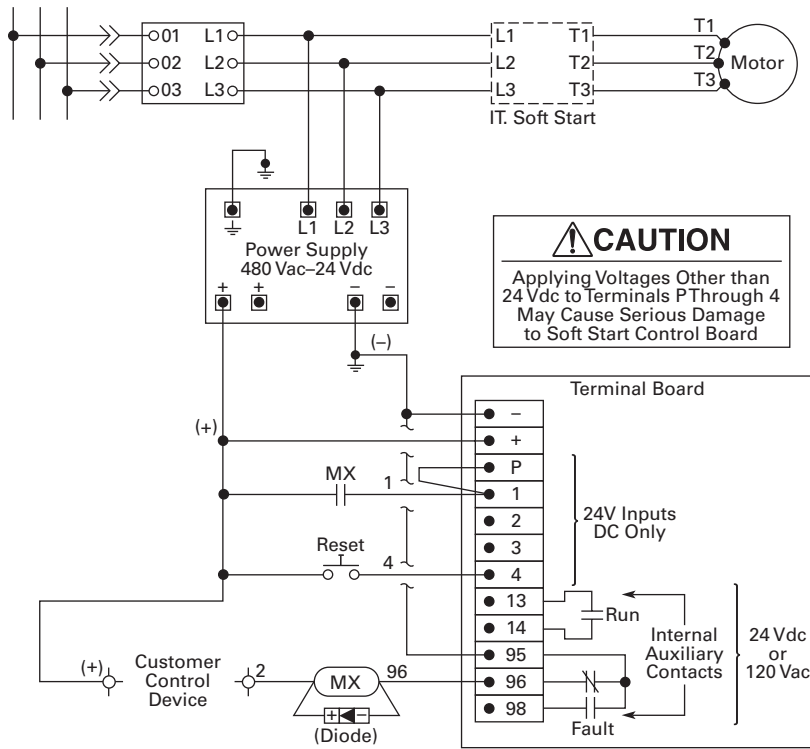 01 L1 L1 T1 T1
02 L2 L2 T2 T2 Motor
03 L3 L3 T3 T3
IT. Soft Start
L1 L2 L3
Power Supply
480 Vac–24 Vdc
+ + – –
(–)
CAUTION
Applying Voltages Other than
24 Vdc to Terminals P Through 4
May Cause Serious Damage
to Soft Start Control Board
Terminal Board
–
(+) +
P
MX 1 1
2
3
24V Inputs
DC Only
Reset 4 4
13
14
Run
95
96
98
Internal
Auxiliary
Contacts
24 Vdc
or
120 Vac
Fault
(+) Customer
Control
Device
2 MX 96
+ –
(Diode)